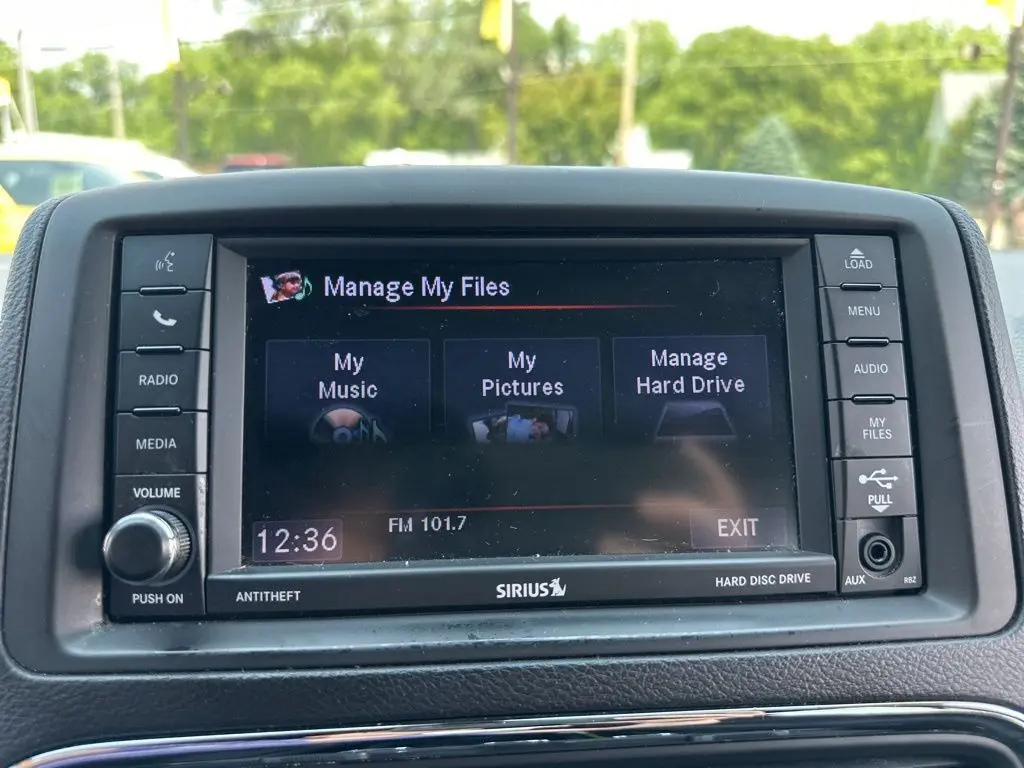 Manage My Files
My
Music
My
Pictures
Manage
Hard Drive
12:36
FM 101.7
EXIT
RADIO
MEDIA
VOLUME
PUSH ON
ANTITHEFT
SIRIUS
HARD DISC DRIVE
LOAD
MENU
AUDIO
MY
FILES
PULL
AUX
RBZ